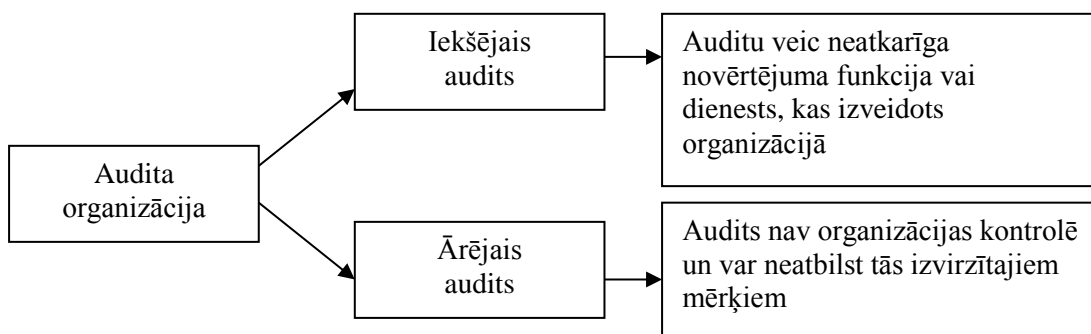 Audita
organizācija
Iekšējais
audits
Auditu veic neatkarīga
novērtējuma funkcija vai
dienests, kas izveidots
organizācijā
Ārējais
audits
Audits nav organizācijas kontrolē
un var neatbilst tās izvirzītajiem
mērķiem